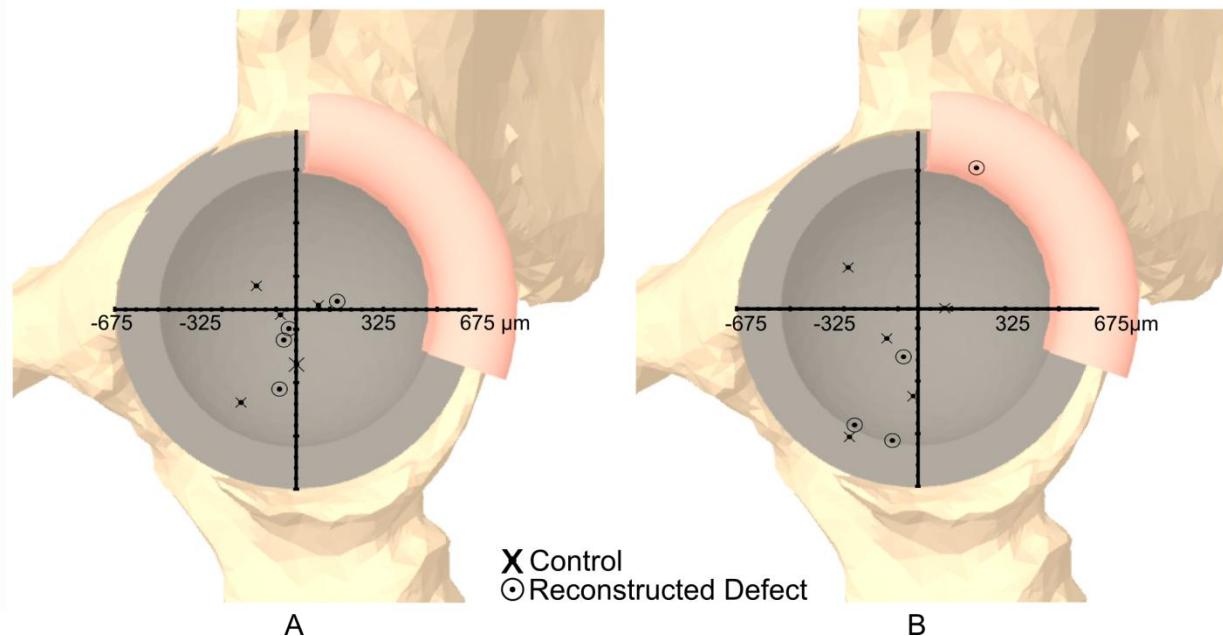 -675 -325 325 675 µm
-675 -325 325 675µm
X Control
⊙ Reconstructed Defect
A
B